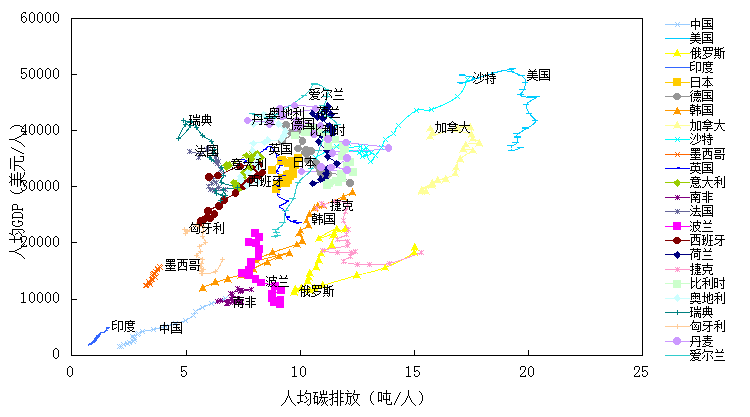 60000
50000
40000
30000
20000
10000
0
人均GDP（美元/人）
0
5
10
15
20
25
人均碳排放（吨/人）
沙特
美国
爱尔兰
奥地利
瑞典
丹麦
德国
比利时
加拿大
法国
英国
意大利
日本
西班牙
捷克
匈牙利
韩国
墨西哥
波兰
俄罗斯
南非
印度
中国
中国
美国
俄罗斯
印度
日本
德国
韩国
加拿大
沙特
墨西哥
英国
意大利
南非
法国
波兰
西班牙
荷兰
捷克
比利时
奥地利
瑞典
匈牙利
丹麦
爱尔兰